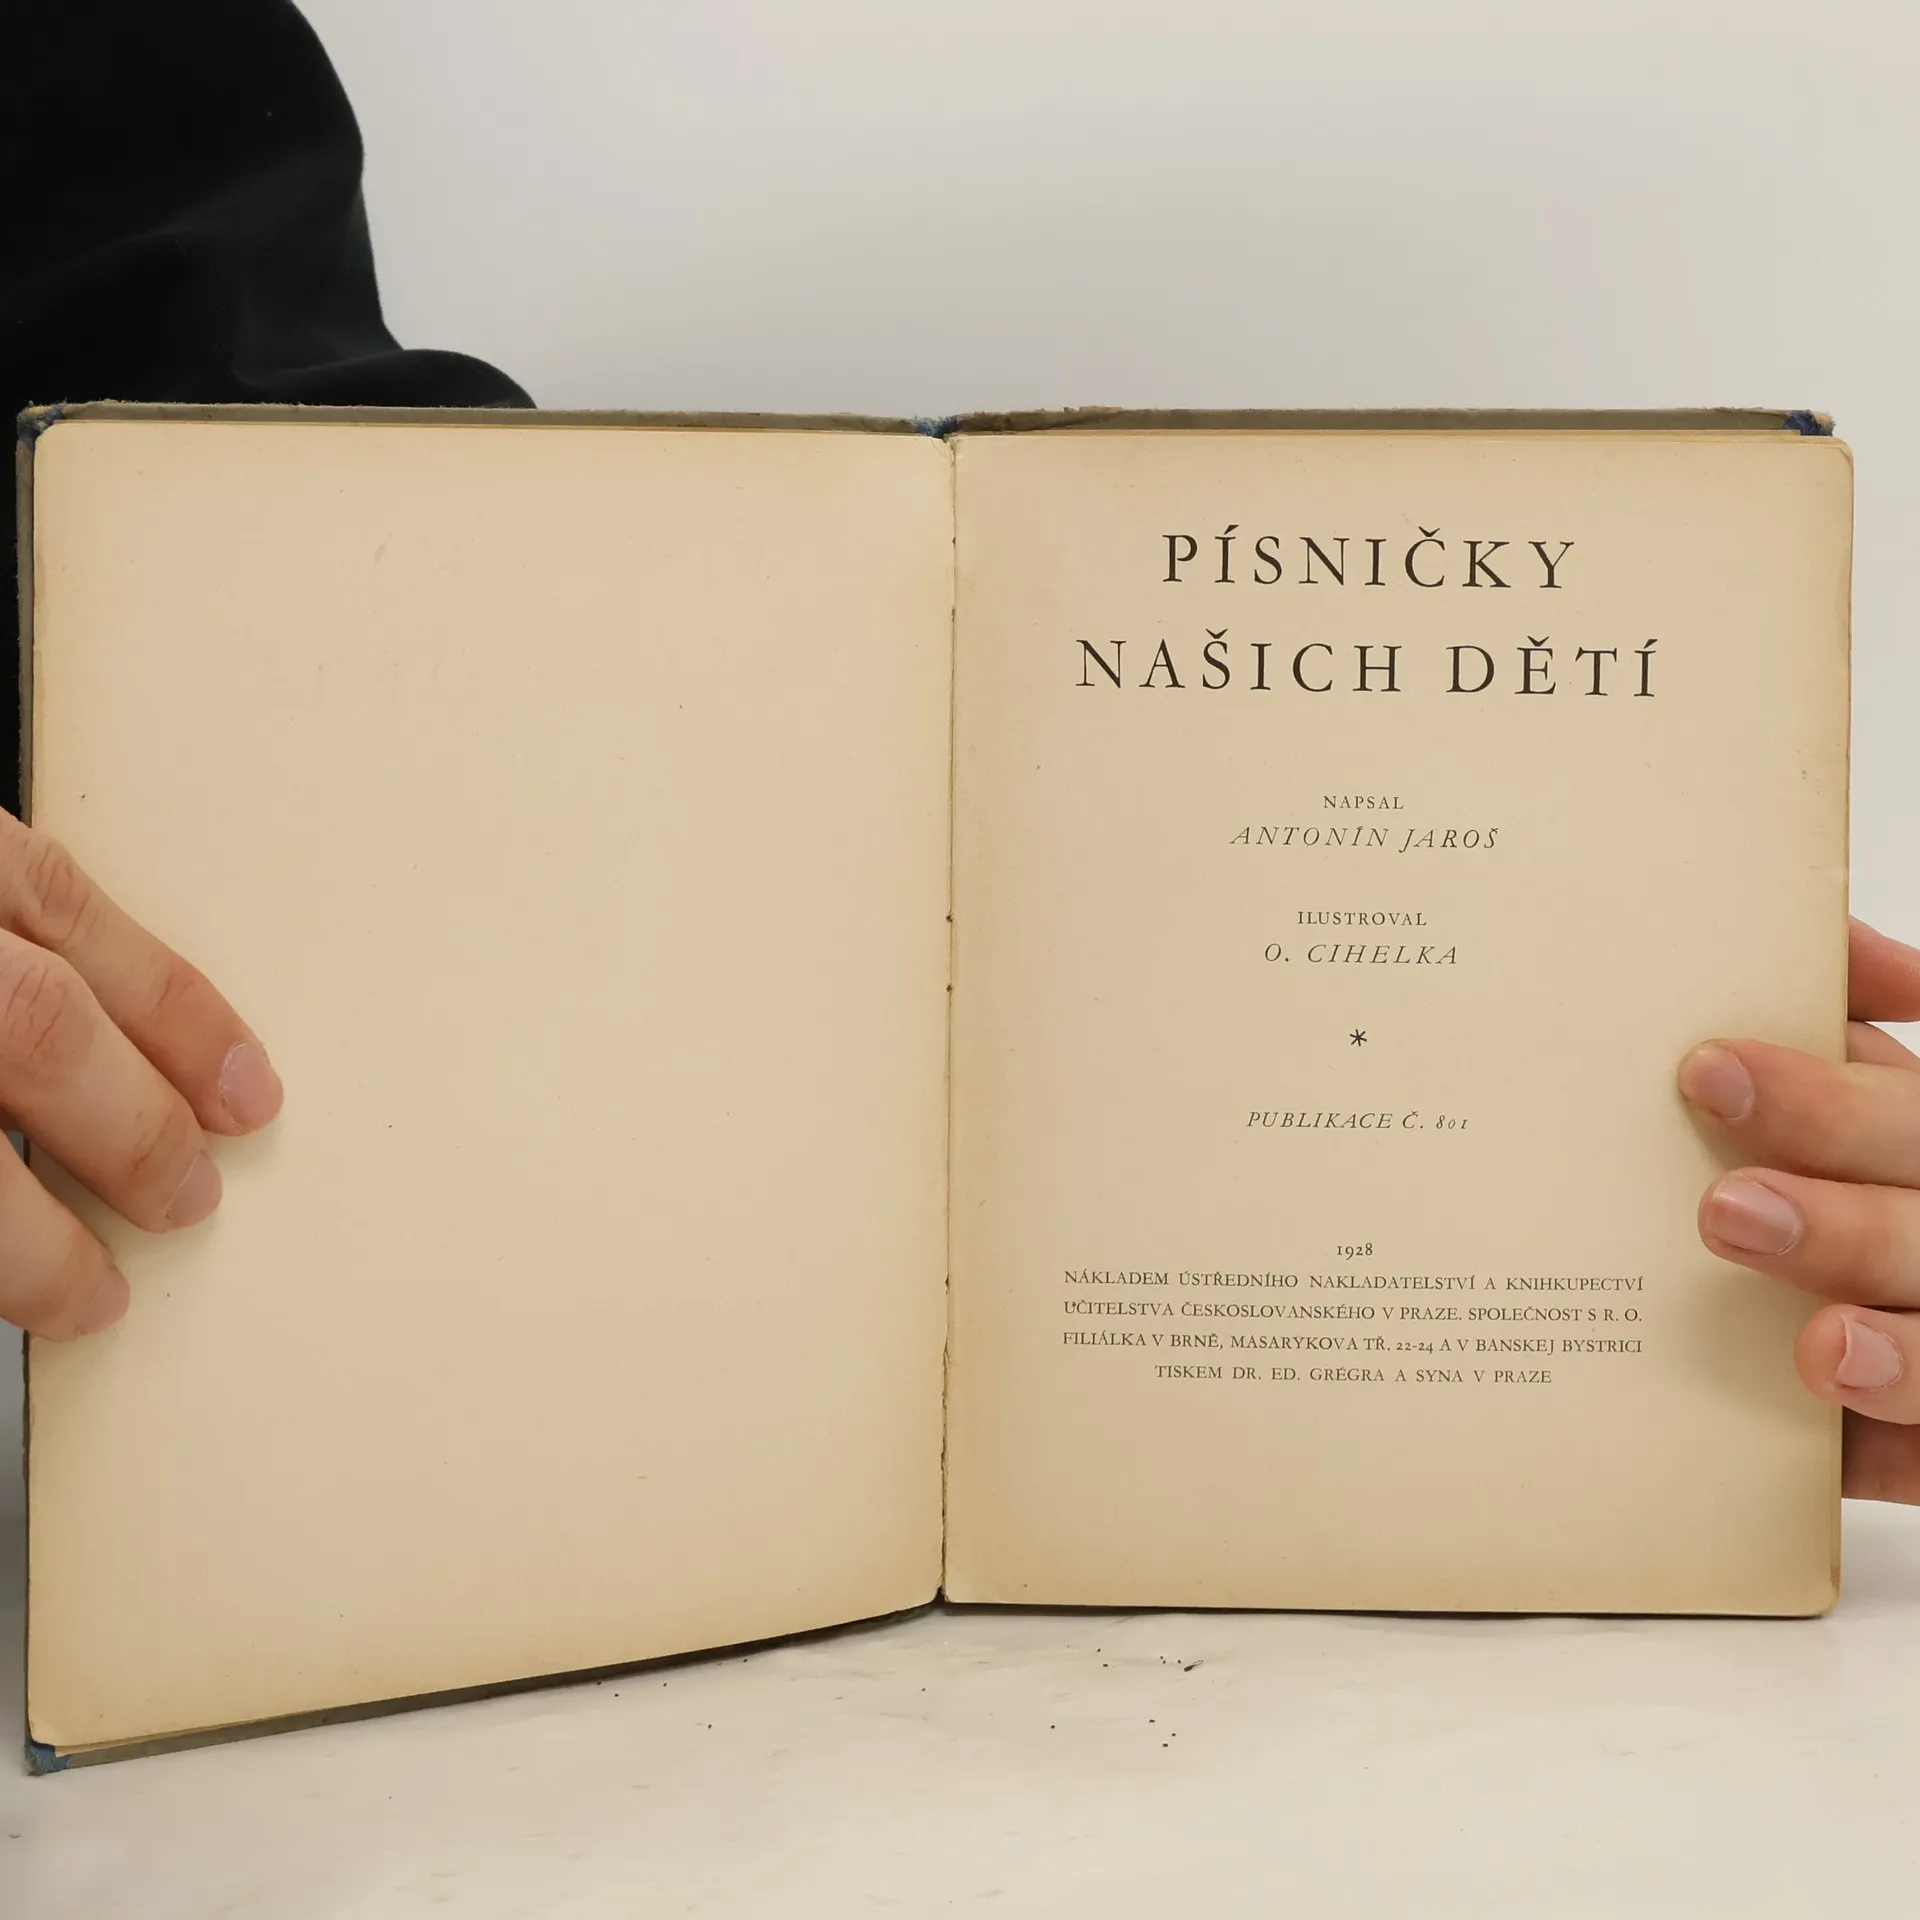 PÍSNIČKY
NAŠICH DĚTÍ
NAPSAL
ANTONÍN JAROŠ
ILUSTROVAL
O. CIHELKA
*
PUBLIKACE Č. 801
1928
NÁKLADEM ÚSTŘEDNÍHO NAKLADATELSTVÍ A KNIHKUPECTVÍ
UČITELSTVA ČESKOSLOVANSKÉHO V PRAZE. SPOLEČNOST S R. O.
FILIÁLKA V BRNĚ, MASARYKOVA TŘ. 22-24 A V BANSKEJ BYSTRICI
TISKEM DR. ED. GRÉGRA A SYNA V PRAZE